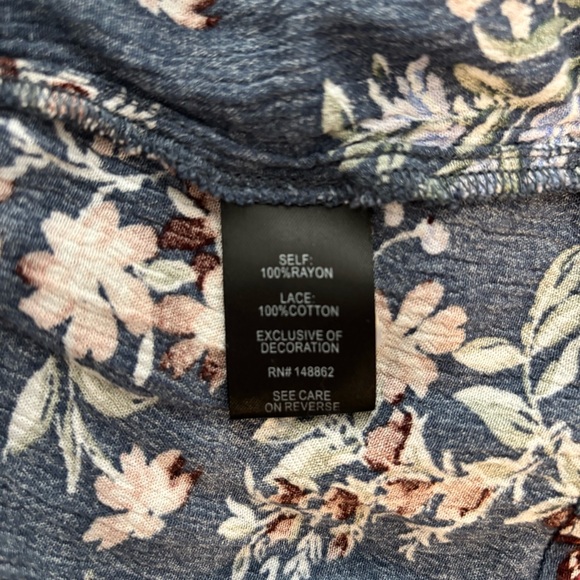 SELF:
100%RAYON
LACE:
100%COTTON
EXCLUSIVE OF
DECORATION
RN# 148862
SEE CARE
ON REVERSE